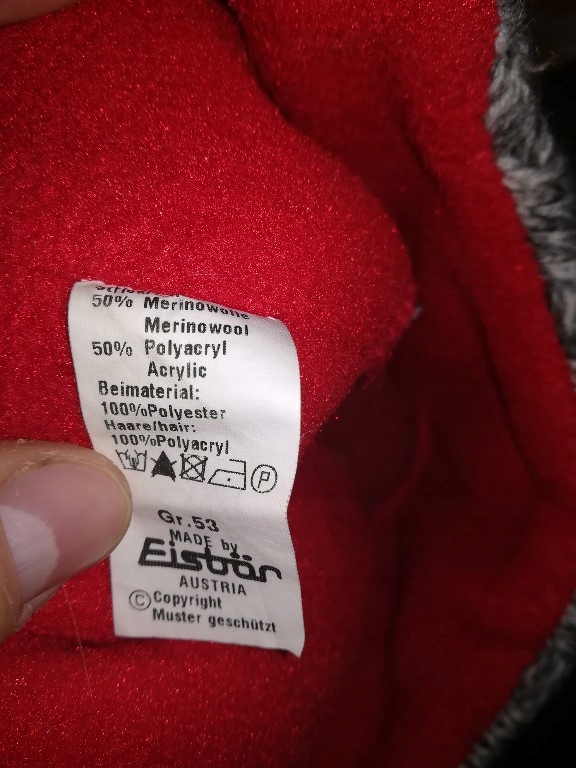 50% Merinowolle
Merinowool
50% Polyacryl
Acrylic
Beimaterial:
100%Polyester
Haare/hair:
100%Polyacryl
P
Gr.53
MADE by
Eisbär
AUSTRIA
© Copyright
Muster geschützt